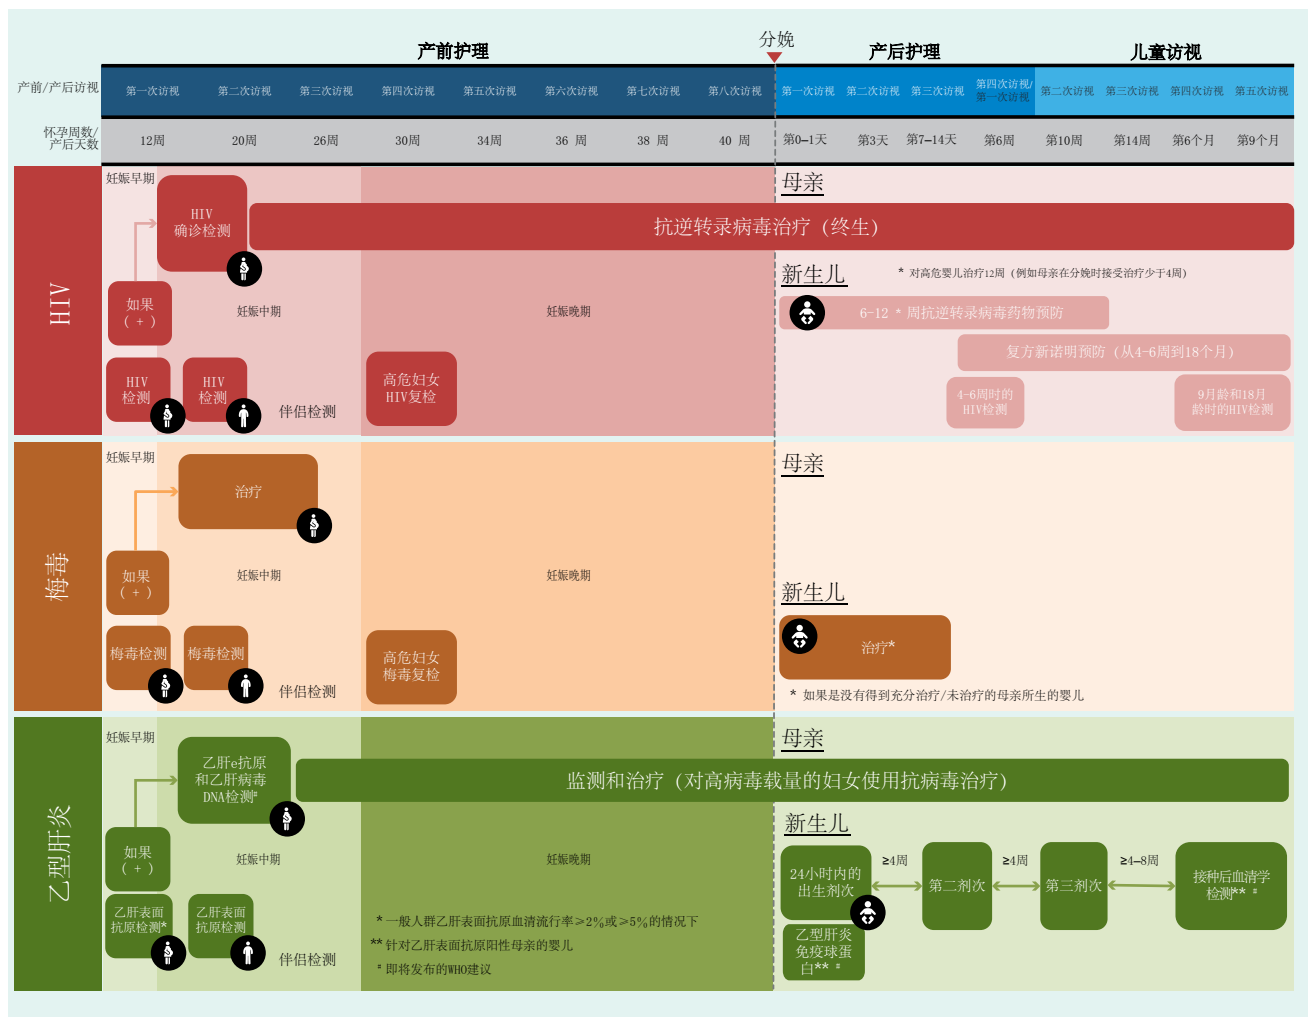 产前护理
分娩
产后护理
儿童访视
产前/产后访视
第一次访视
第二次访视
第三次访视
第四次访视
第五次访视
第六次访视
第七次访视
第八次访视
第一次访视
第二次访视
第三次访视
第四次访视/
第一次访视
第二次访视
第三次访视
第四次访视
第五次访视
怀孕周数/
产后天数
12周
20周
26周
30周
34周
36 周
38 周
40 周
第0—1天
第3天
第7—14天
第6周
第10周
第14周
第6个月
第9个月
HIV
妊娠早期
HIV
确诊检测
如果
( + )
HIV
检测
HIV
检测
伴侣检测
妊娠中期
妊娠晚期
高危妇女
HIV复检
母亲
抗逆转录病毒治疗 (终生)
新生儿
* 对高危婴儿治疗12周 (例如母亲在分娩时接受治疗少于4周)
6-12 * 周抗逆转录病毒药物预防
复方新诺明预防 (从4-6周到18个月)
4-6周时的
HIV检测
9月龄和18月
龄时的HIV检测
梅毒
妊娠早期
治疗
如果
( + )
梅毒检测
梅毒检测
伴侣检测
妊娠中期
妊娠晚期
高危妇女
梅毒复检
母亲
新生儿
治疗*
* 如果是没有得到充分治疗/未治疗的母亲所生的婴儿
乙型肝炎
妊娠早期
乙肝e抗原
和乙肝病毒
DNA检测⌗
如果
( + )
乙肝表面
抗原检测*
乙肝表面
抗原检测
伴侣检测
妊娠中期
妊娠晚期
* 一般人群乙肝表面抗原血清流行率≥2%或≥5%的情况下
** 针对乙肝表面抗原阳性母亲的婴儿
⌗ 即将发布的WHO建议
母亲
监测和治疗 (对高病毒载量的妇女使用抗病毒治疗)
新生儿
24小时内的
出生剂次
≥4周
第二剂次
≥4周
第三剂次
≥4—8周
接种后血清学
检测** ⌗
乙型肝炎
免疫球蛋
白** ⌗